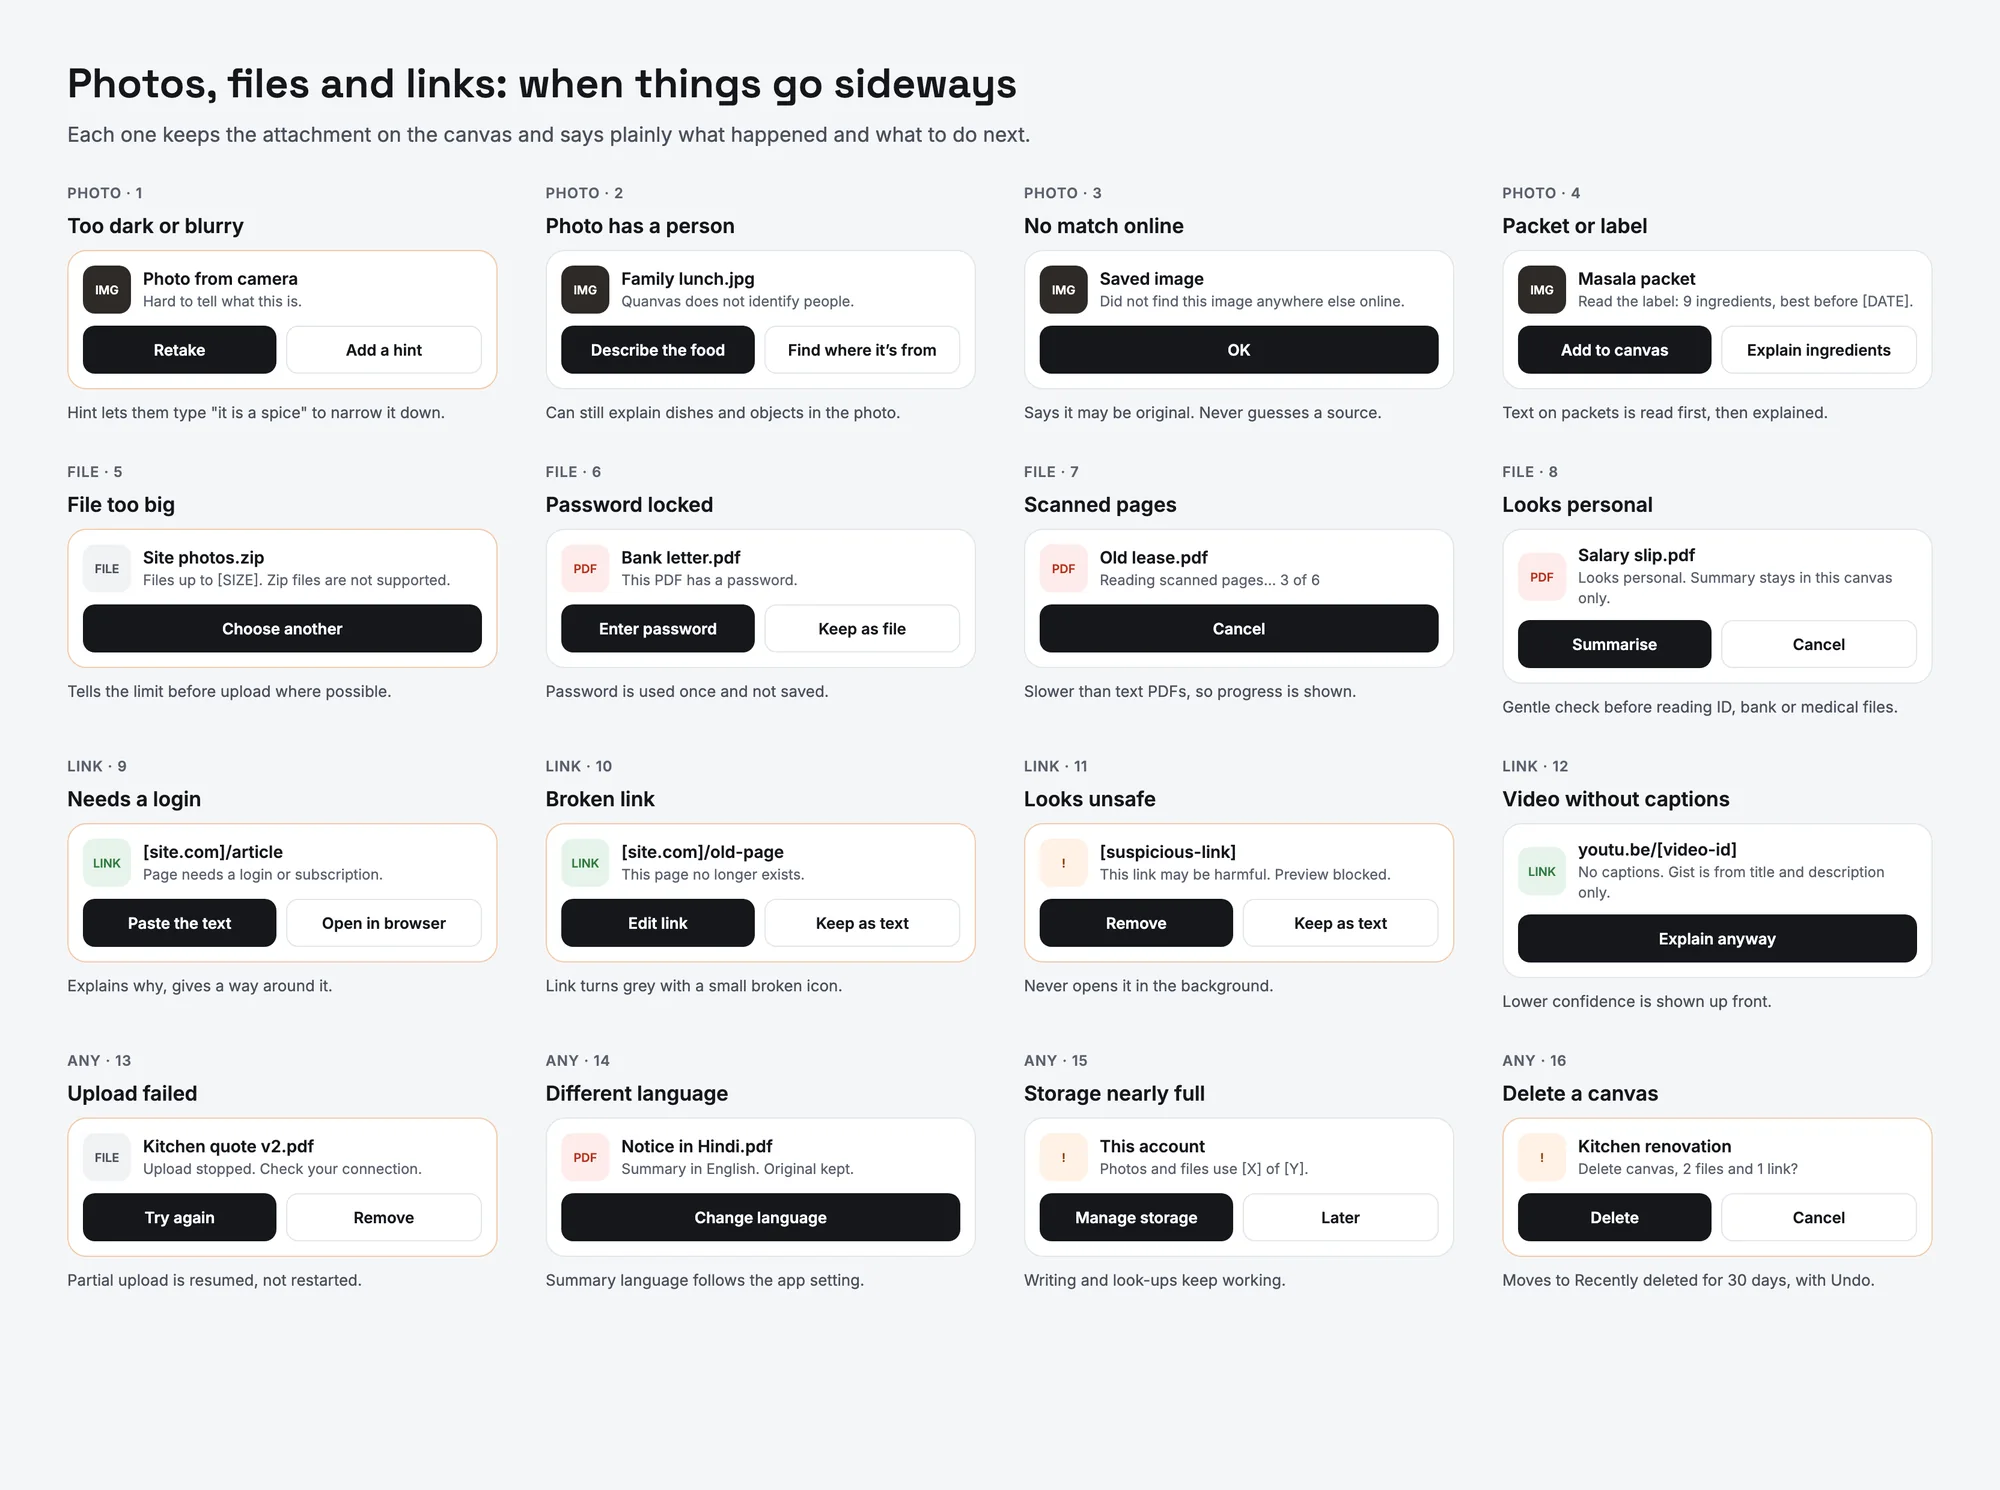 Photos, files and links: when things go sideways
Each one keeps the attachment on the canvas and says plainly what happened and what to do next.
PHOTO · 1
Too dark or blurry
IMG
Photo from camera
Hard to tell what this is.
Retake
Add a hint
Hint lets them type "it is a spice" to narrow it down.
PHOTO · 2
Photo has a person
IMG
Family lunch.jpg
Quanvas does not identify people.
Describe the food
Find where it’s from
Can still explain dishes and objects in the photo.
PHOTO · 3
No match online
IMG
Saved image
Did not find this image anywhere else online.
OK
Says it may be original. Never guesses a source.
PHOTO · 4
Packet or label
IMG
Masala packet
Read the label: 9 ingredients, best before [DATE].
Add to canvas
Explain ingredients
Text on packets is read first, then explained.
FILE · 5
File too big
FILE
Site photos.zip
Files up to [SIZE]. Zip files are not supported.
Choose another
Tells the limit before upload where possible.
FILE · 6
Password locked
PDF
Bank letter.pdf
This PDF has a password.
Enter password
Keep as file
Password is used once and not saved.
FILE · 7
Scanned pages
PDF
Old lease.pdf
Reading scanned pages... 3 of 6
Cancel
Slower than text PDFs, so progress is shown.
FILE · 8
Looks personal
PDF
Salary slip.pdf
Looks personal. Summary stays in this canvas
only.
Summarise
Cancel
Gentle check before reading ID, bank or medical files.
LINK · 9
Needs a login
LINK
[site.com]/article
Page needs a login or subscription.
Paste the text
Open in browser
Explains why, gives a way around it.
LINK · 10
Broken link
LINK
[site.com]/old-page
This page no longer exists.
Edit link
Keep as text
Link turns grey with a small broken icon.
LINK · 11
Looks unsafe
!
[suspicious-link]
This link may be harmful. Preview blocked.
Remove
Keep as text
Never opens it in the background.
LINK · 12
Video without captions
LINK
youtu.be/[video-id]
No captions. Gist is from title and description
only.
Explain anyway
Lower confidence is shown up front.
ANY · 13
Upload failed
FILE
Kitchen quote v2.pdf
Upload stopped. Check your connection.
Try again
Remove
Partial upload is resumed, not restarted.
ANY · 14
Different language
PDF
Notice in Hindi.pdf
Summary in English. Original kept.
Change language
Summary language follows the app setting.
ANY · 15
Storage nearly full
!
This account
Photos and files use [X] of [Y].
Manage storage
Later
Writing and look-ups keep working.
ANY · 16
Delete a canvas
!
Kitchen renovation
Delete canvas, 2 files and 1 link?
Delete
Cancel
Moves to Recently deleted for 30 days, with Undo.